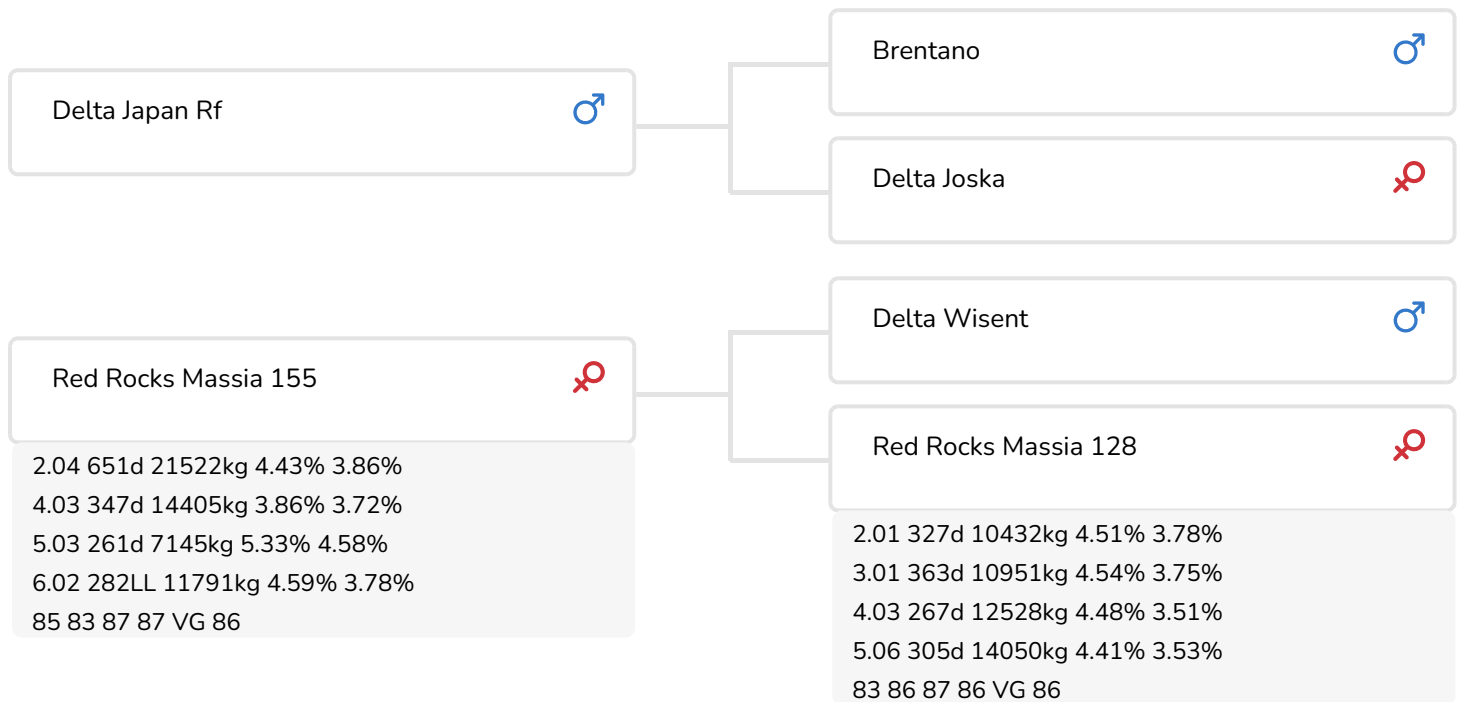 Delta Japan Rf
Brentano
Delta Joska
Red Rocks Massia 155
2.04 651d 21522kg 4.43% 3.86%
4.03 347d 14405kg 3.86% 3.72%
5.03 261d 7145kg 5.33% 4.58%
6.02 282LL 11791kg 4.59% 3.78%
85 83 87 87 VG 86
Delta Wisent
Red Rocks Massia 128
2.01 327d 10432kg 4.51% 3.78%
3.01 363d 10951kg 4.54% 3.75%
4.03 267d 12528kg 4.48% 3.51%
5.06 305d 14050kg 4.41% 3.53%
83 86 87 86 VG 86